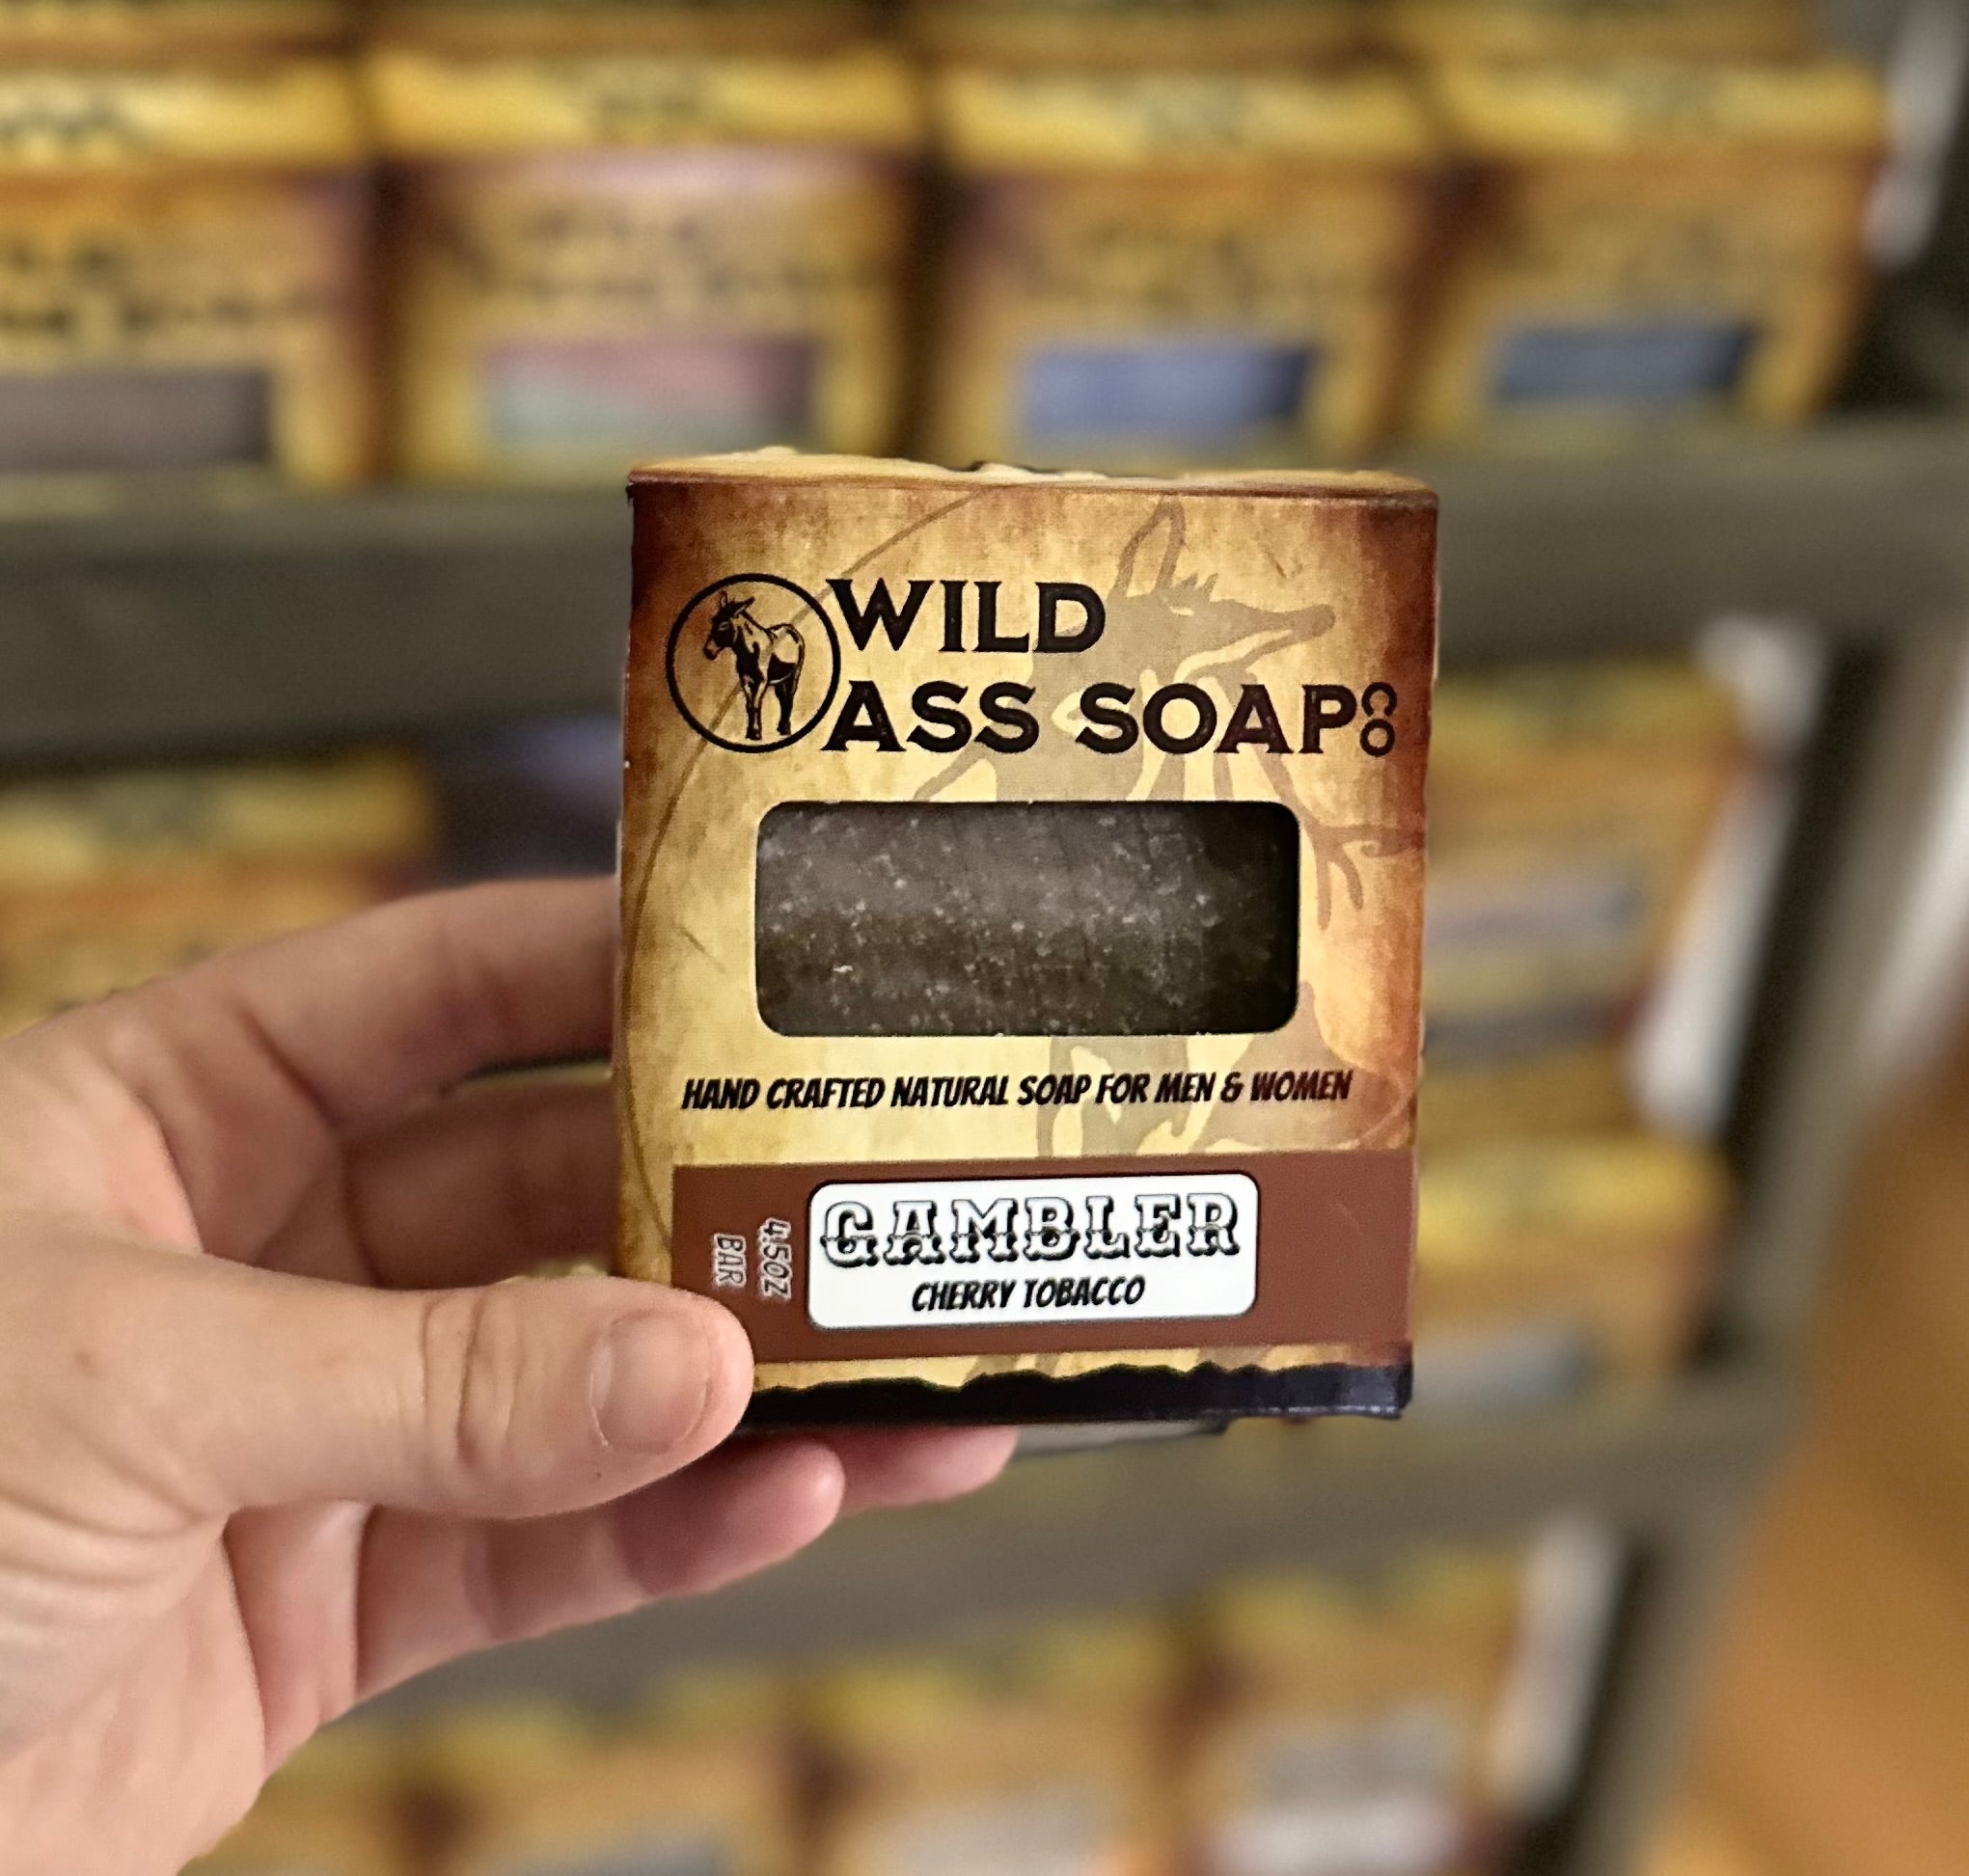 WILD
ASS SOAP CO
HAND CRAFTED NATURAL SOAP FOR MEN & WOMEN
4.5OZ
BAR
GAMBLER
CHERRY TOBACCO